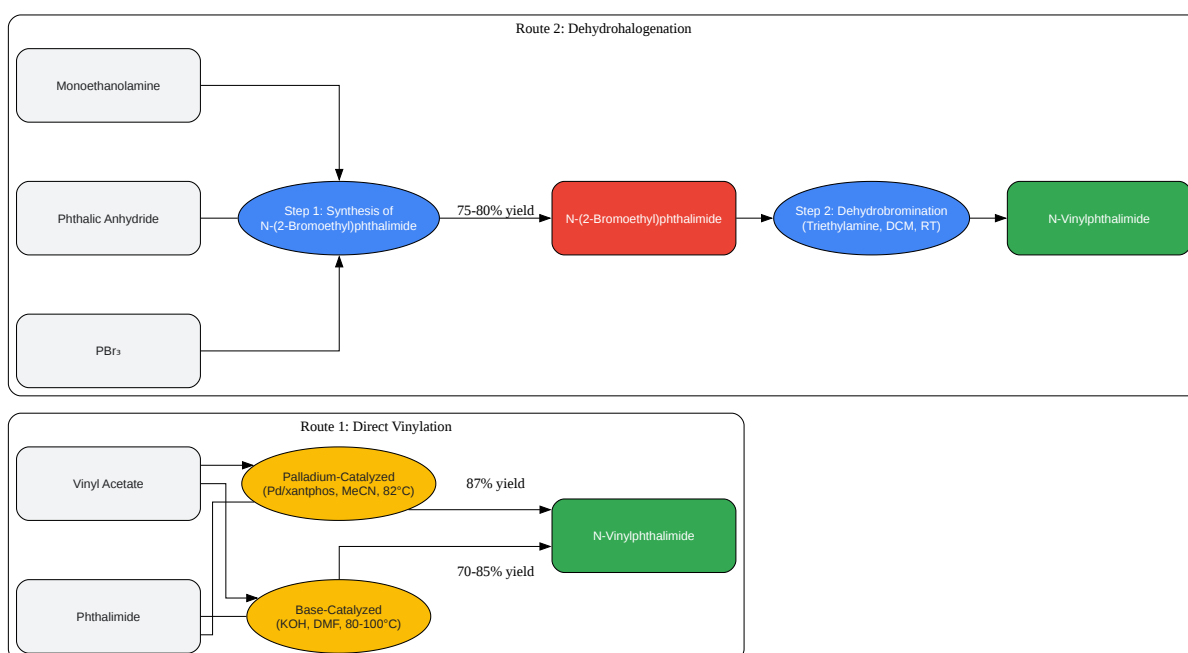 Route 2: Dehydrohalogenation
Monoethanolamine
Phthalic Anhydride
Step 1: Synthesis of
N-(2-Bromoethyl)phthalimide
75-80% yield
N-(2-Bromoethyl)phthalimide
Step 2: Dehydrobromination
(Triethylamine, DCM, RT)
N-Vinylphthalimide
PBr₃
Route 1: Direct Vinylation
Vinyl Acetate
Palladium-Catalyzed
(Pd/xantphos, MeCN, 82°C)
87% yield
N-Vinylphthalimide
70-85% yield
Phthalimide
Base-Catalyzed
(KOH, DMF, 80-100°C)